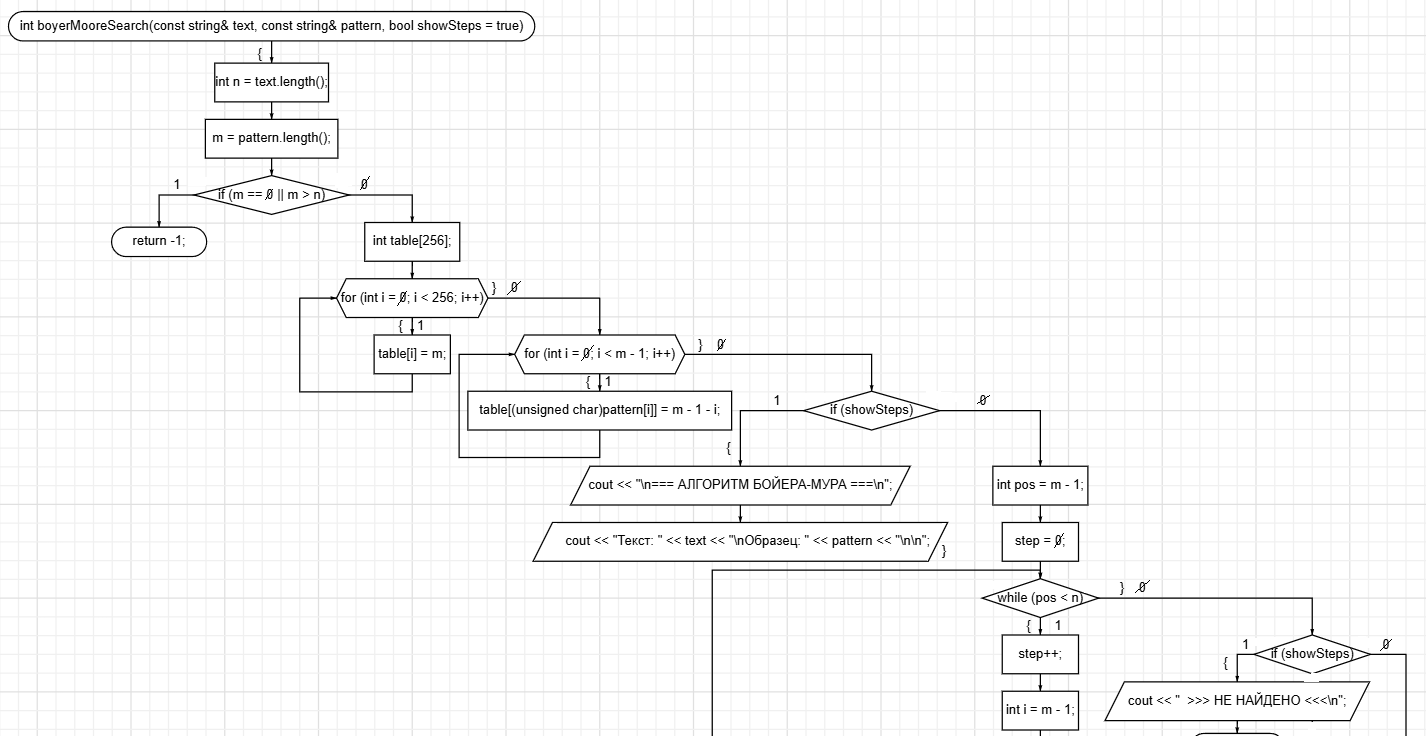 int boyerMooreSearch(const string& text, const string& pattern, bool showSteps = true)
{
int n = text.length();
m = pattern.length();
1
0
if (m == 0 || m > n)
return -1;
int table[256];
for (int i = 0; i < 256; i++)
} 0
{ 1
table[i] = m;
for (int i = 0; i < m - 1; i++)
} 0
{ 1
table[(unsigned char)pattern[i]] = m - 1 - i;
1
if (showSteps)
0
{
cout << "\n=== АЛГОРИТМ БОЙЕРА-МУРА ===\n";
int pos = m - 1;
cout << "Текст: " << text << "\nОбразец: " << pattern << "\n\n";
}
step = 0;
while (pos < n)
} 0
{ 1
step++;
1
if (showSteps)
0
{
cout << "  >>> НЕ НАЙДЕНО <<<\n";
int i = m - 1;